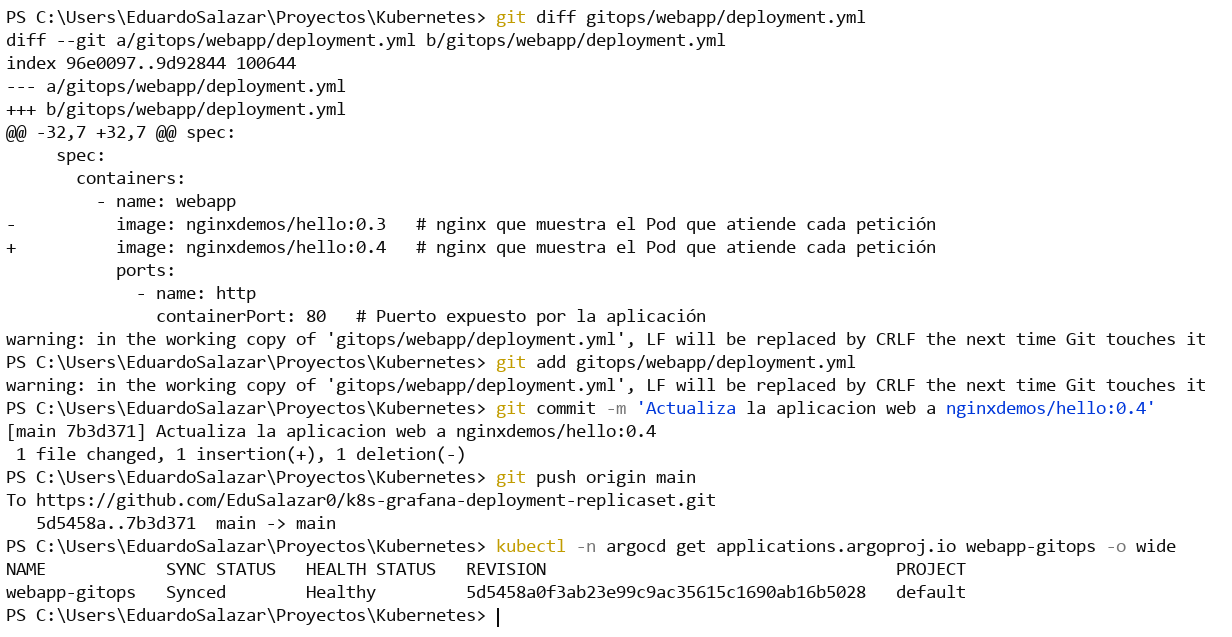 PS C:\Users\EduardoSalazar\Proyectos\Kubernetes> git diff gitops/webapp/deployment.yml
diff --git a/gitops/webapp/deployment.yml b/gitops/webapp/deployment.yml
index 96e0097..9d92844 100644
--- a/gitops/webapp/deployment.yml
+++ b/gitops/webapp/deployment.yml
@@ -32,7 +32,7 @@ spec:
     spec:
       containers:
         - name: webapp
-          image: nginxdemos/hello:0.3   # nginx que muestra el Pod que atiende cada petición
+          image: nginxdemos/hello:0.4   # nginx que muestra el Pod que atiende cada petición
           ports:
             - name: http
               containerPort: 80   # Puerto expuesto por la aplicación
warning: in the working copy of 'gitops/webapp/deployment.yml', LF will be replaced by CRLF the next time Git touches it
PS C:\Users\EduardoSalazar\Proyectos\Kubernetes> git add gitops/webapp/deployment.yml
warning: in the working copy of 'gitops/webapp/deployment.yml', LF will be replaced by CRLF the next time Git touches it
PS C:\Users\EduardoSalazar\Proyectos\Kubernetes> git commit -m 'Actualiza la aplicacion web a nginxdemos/hello:0.4'
[main 7b3d371] Actualiza la aplicacion web a nginxdemos/hello:0.4
 1 file changed, 1 insertion(+), 1 deletion(-)
PS C:\Users\EduardoSalazar\Proyectos\Kubernetes> git push origin main
To https://github.com/EduSalazar0/k8s-grafana-deployment-replicaset.git
   5d5458a..7b3d371  main -> main
PS C:\Users\EduardoSalazar\Proyectos\Kubernetes> kubectl -n argocd get applications.argoproj.io webapp-gitops -o wide
NAME            SYNC STATUS   HEALTH STATUS   REVISION                                   PROJECT
webapp-gitops   Synced        Healthy         5d5458a0f3ab23e99c9ac35615c1690ab16b5028   default
PS C:\Users\EduardoSalazar\Proyectos\Kubernetes>